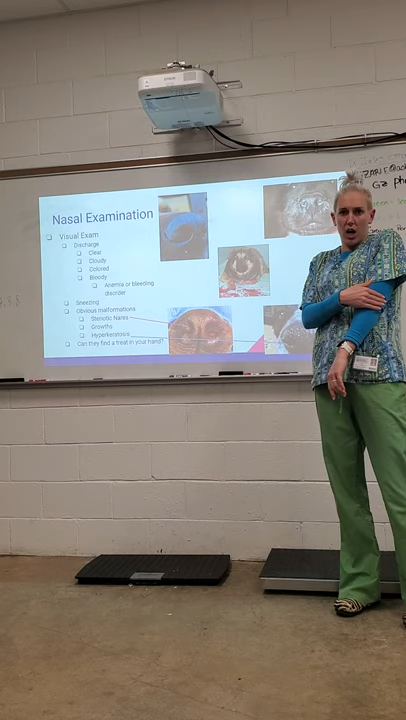 EPSON
Nasal Examination
Visual Exam
Discharge
Clear
Cloudy
Colored
Bloody
Anemia or bleeding
disorder
Sneezing
Obvious malformations
Stenotic Nares
Growths
Hyperkeratosis
Can they find a treat in your hand?